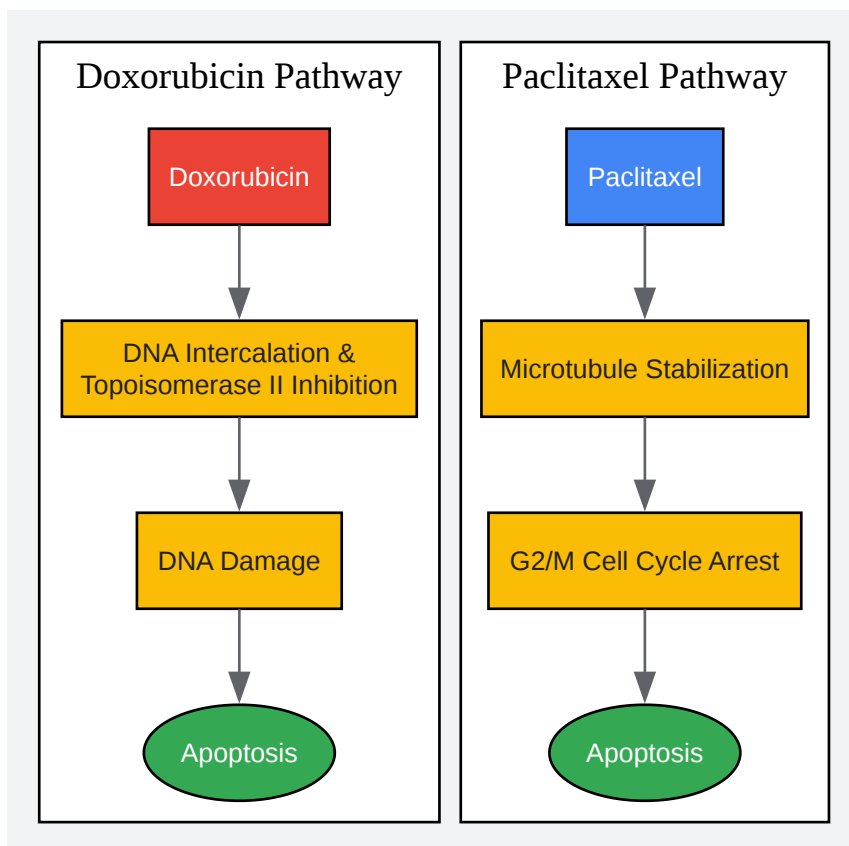 Doxorubicin Pathway
Doxorubicin
DNA Intercalation &
Topoisomerase II Inhibition
DNA Damage
Apoptosis
Paclitaxel Pathway
Paclitaxel
Microtubule Stabilization
G2/M Cell Cycle Arrest
Apoptosis